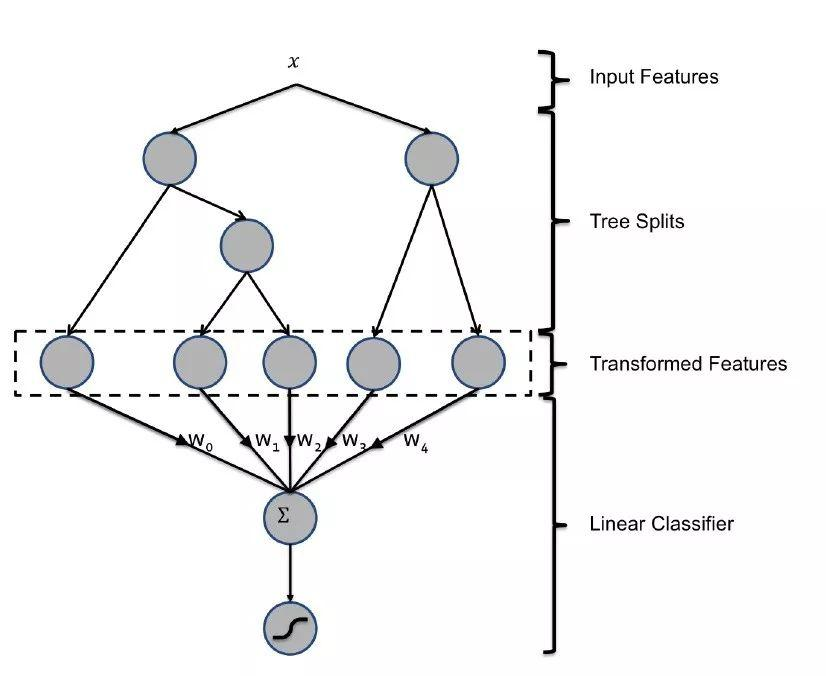 x
Input Features
Tree Splits
Transformed Features
W0 W1 W2 W3 W4
Σ
Linear Classifier